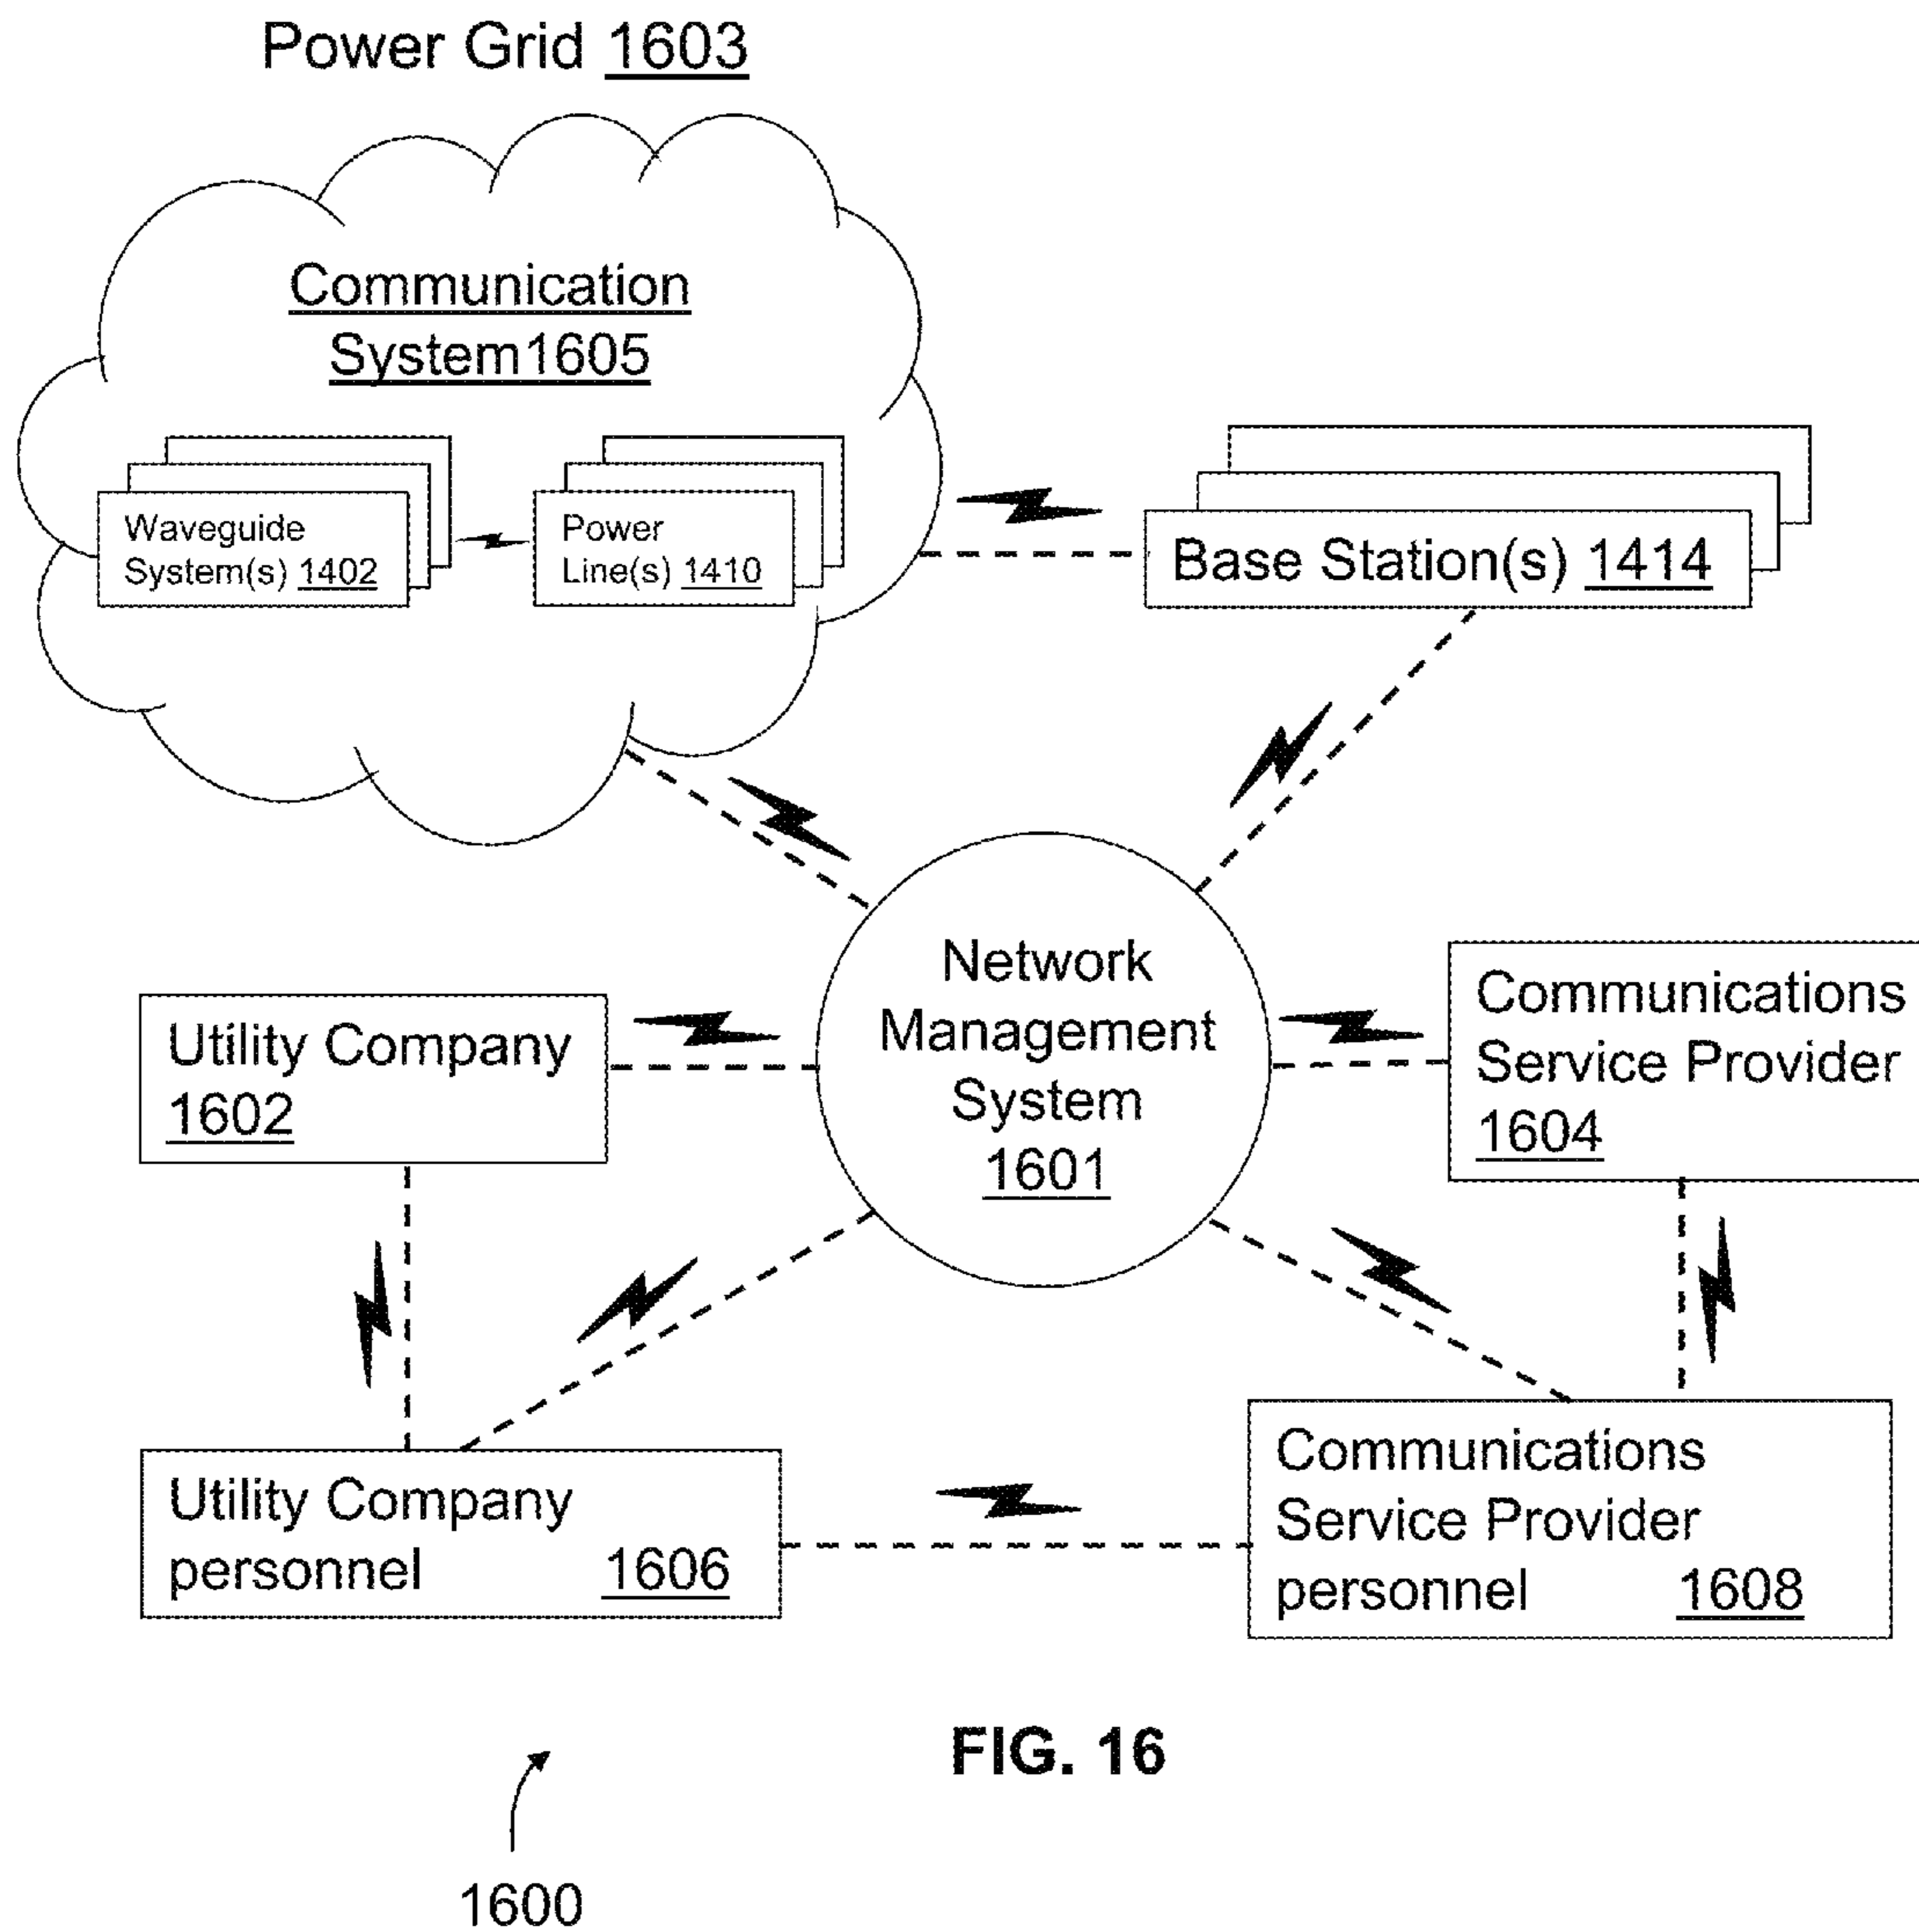 Power Grid 1603
Communication
System1605
Waveguide
System(s) 1402
Power
Line(s) 1410
Base Station(s) 1414
Network
Management
System
1601
Utility Company
1602
Communications
Service Provider
1604
Utility Company
personnel 1606
Communications
Service Provider
personnel 1608
FIG. 16
1600